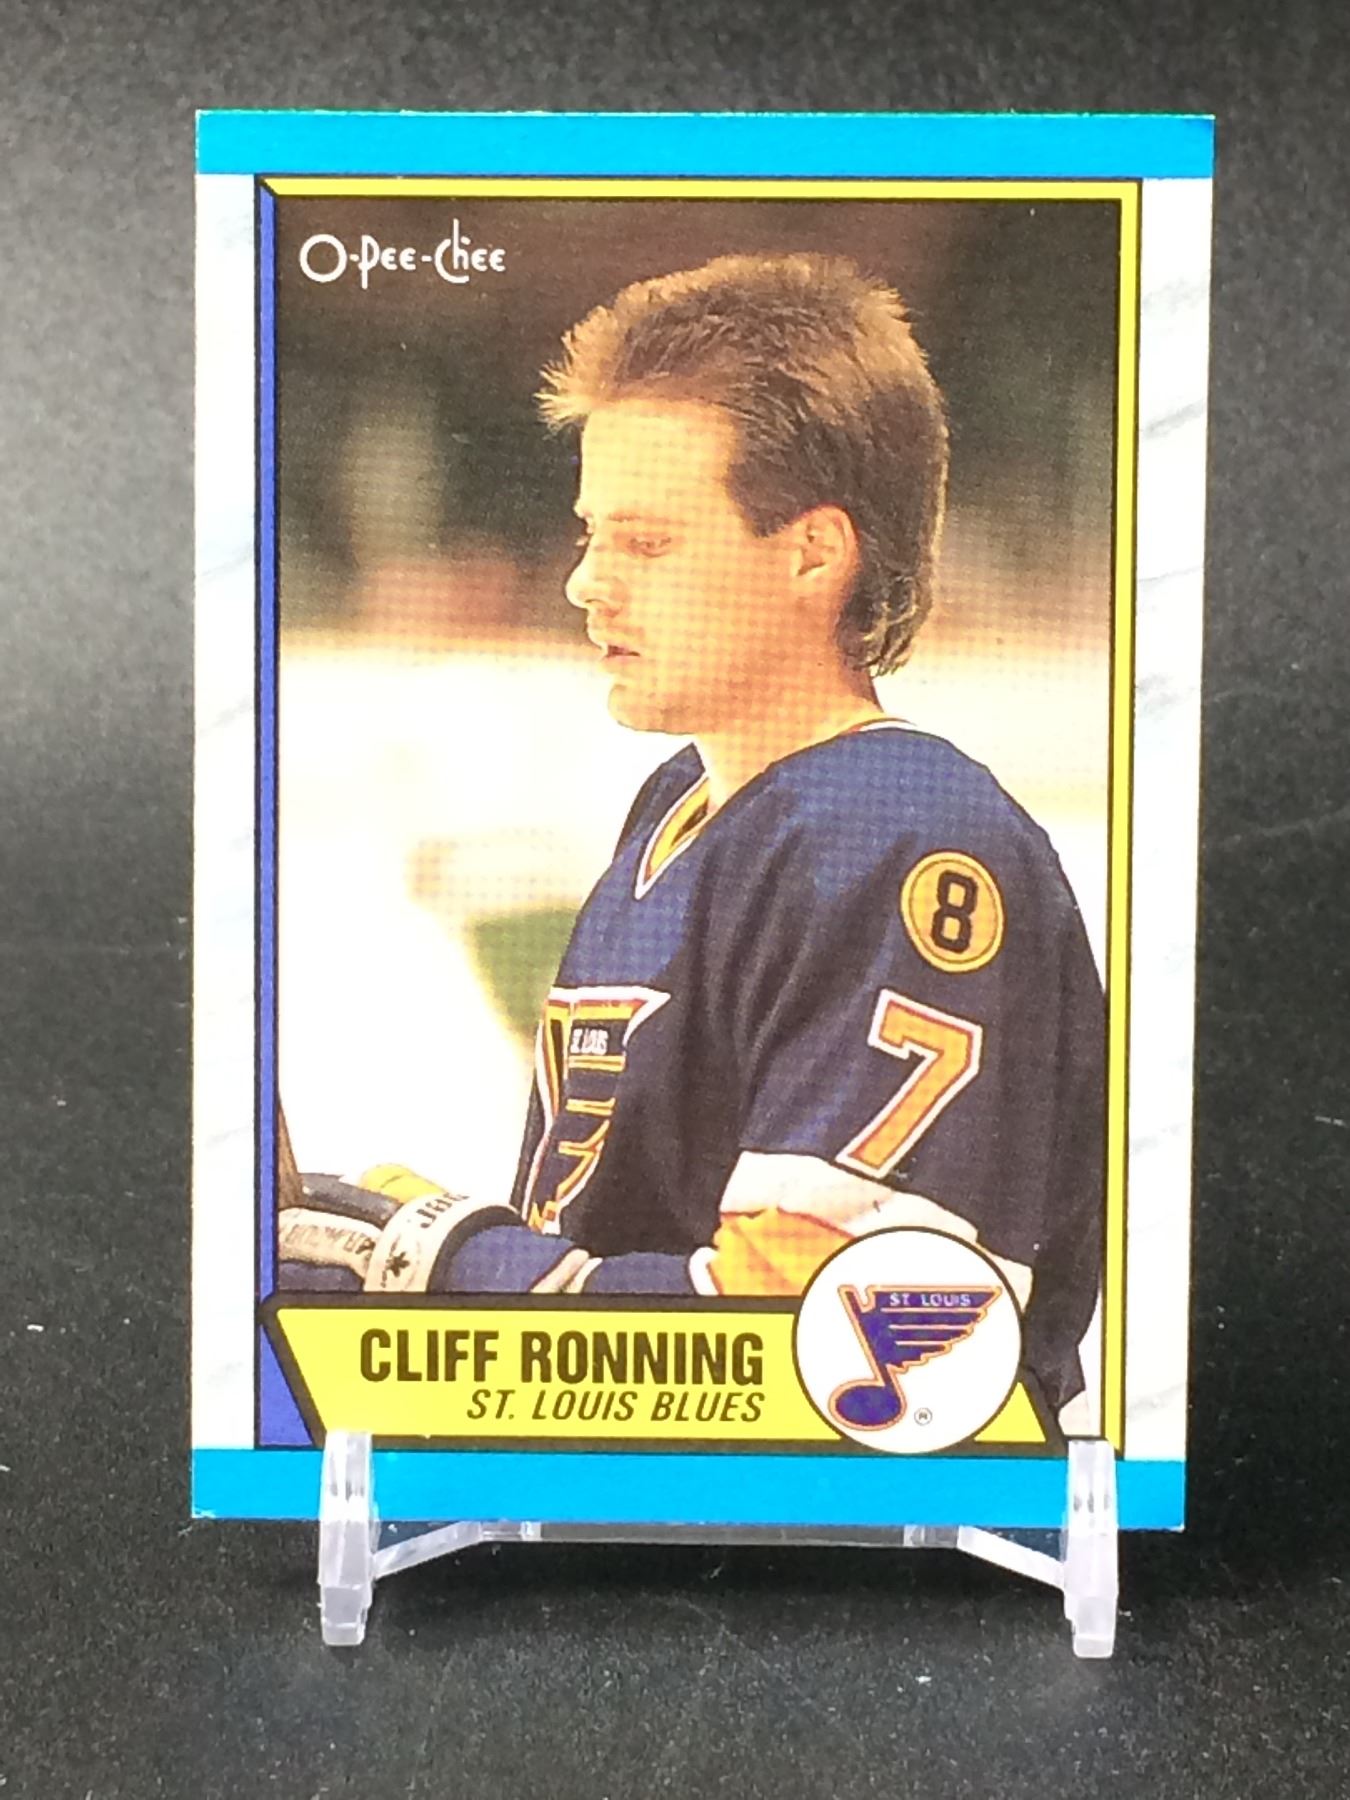 O-Pee-Chee
8
7
CLIFF RONNING
ST. LOUIS BLUES
ST LOUIS
®